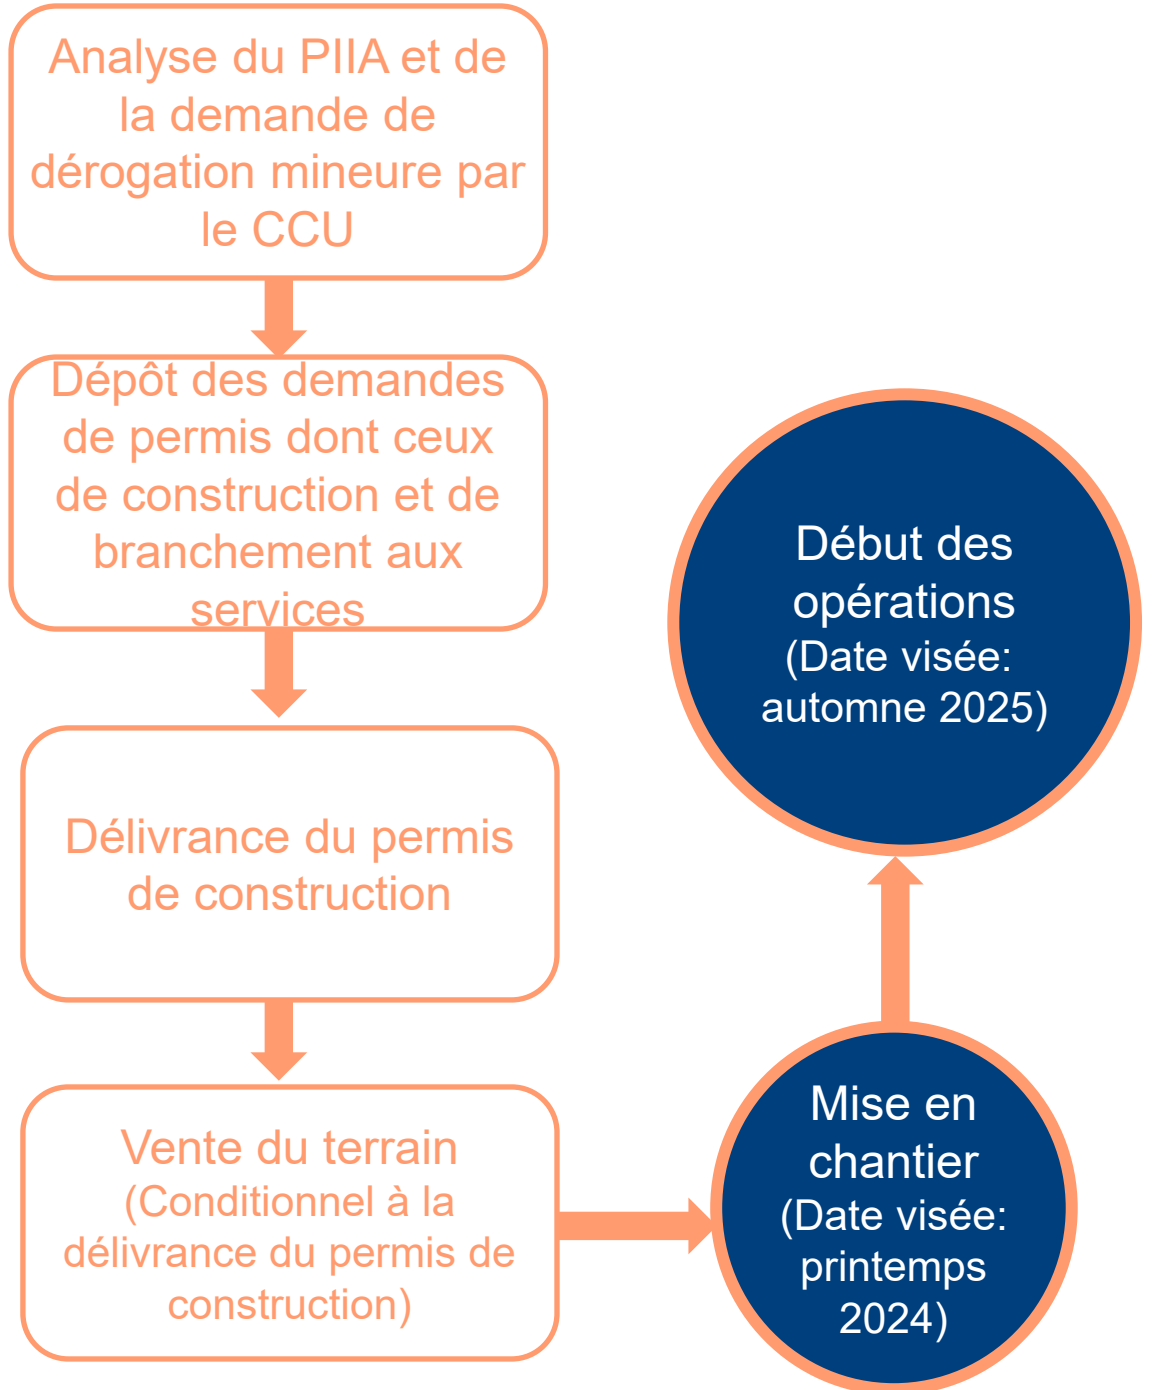 Analyse du PIIA et de
la demande de
dérogation mineure par
le CCU
Dépôt des demandes
de permis dont ceux
de construction et de
branchement aux
services
Délivrance du permis
de construction
Vente du terrain
(Conditionnel à la
délivrance du permis de
construction)
Mise en
chantier
(Date visée:
printemps
2024)
Début des
opérations
(Date visée:
automne 2025)